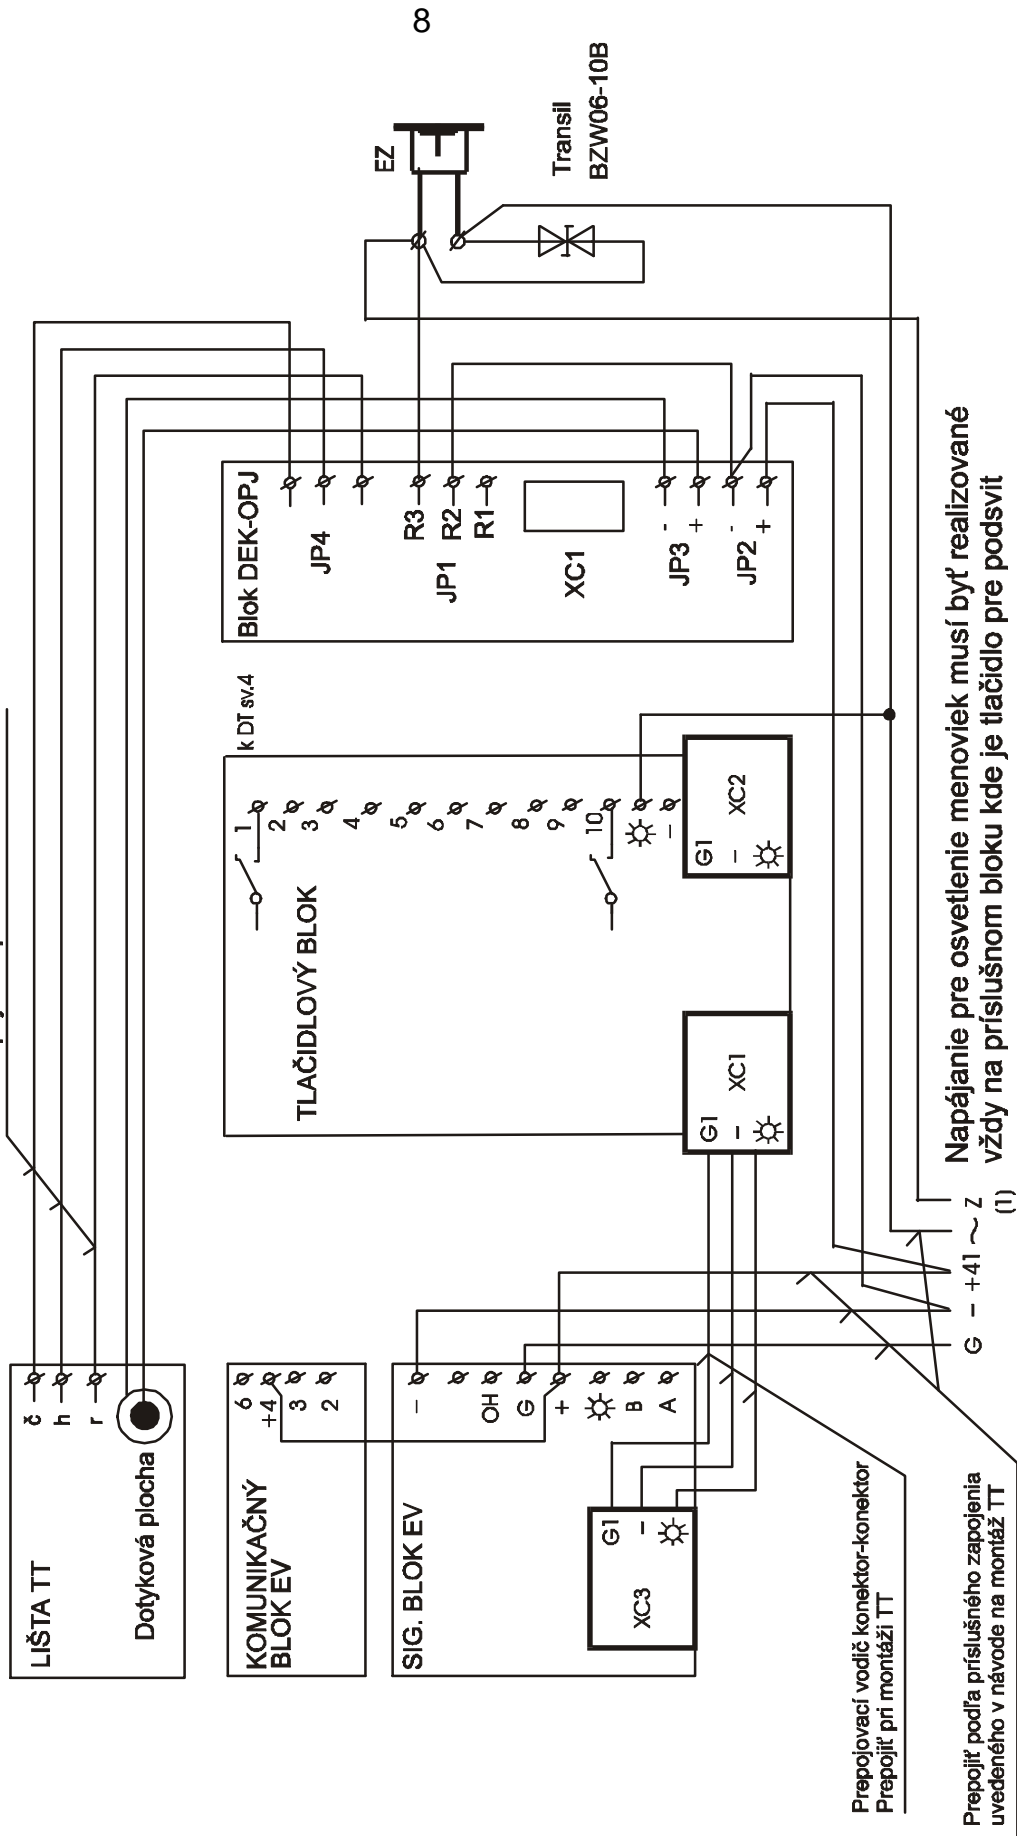 8
LIŠTA TT
č
h
r
Dotyková plocha
KOMUNIKAČNÝ
BLOK EV
6
+4
3
2
SIG. BLOK EV
–
OH
G
+
B
A
XC3
G1
–
TLAČIDLOVÝ BLOK
k DT sv.4
1
2
3
4
5
6
7
8
9
10
–
XC1
G1
–
XC2
G1
–
Blok DEK-OPJ
JP4
JP1
R3
R2
R1
XC1
JP3
-
+
JP2
-
+
EZ
Transil
BZW06-10B
G – +41 ~ Z
(1)
Napájanie pre osvetlenie menoviek musí byť realizované
vždy na príslušnom bloku kde je tlačidlo pre podsvit
Prepojovací vodič konektor-konektor
Prepojiť pri montáži TT
Prepojiť podľa príslušného zapojenia
uvedeného v návode na montáž TT